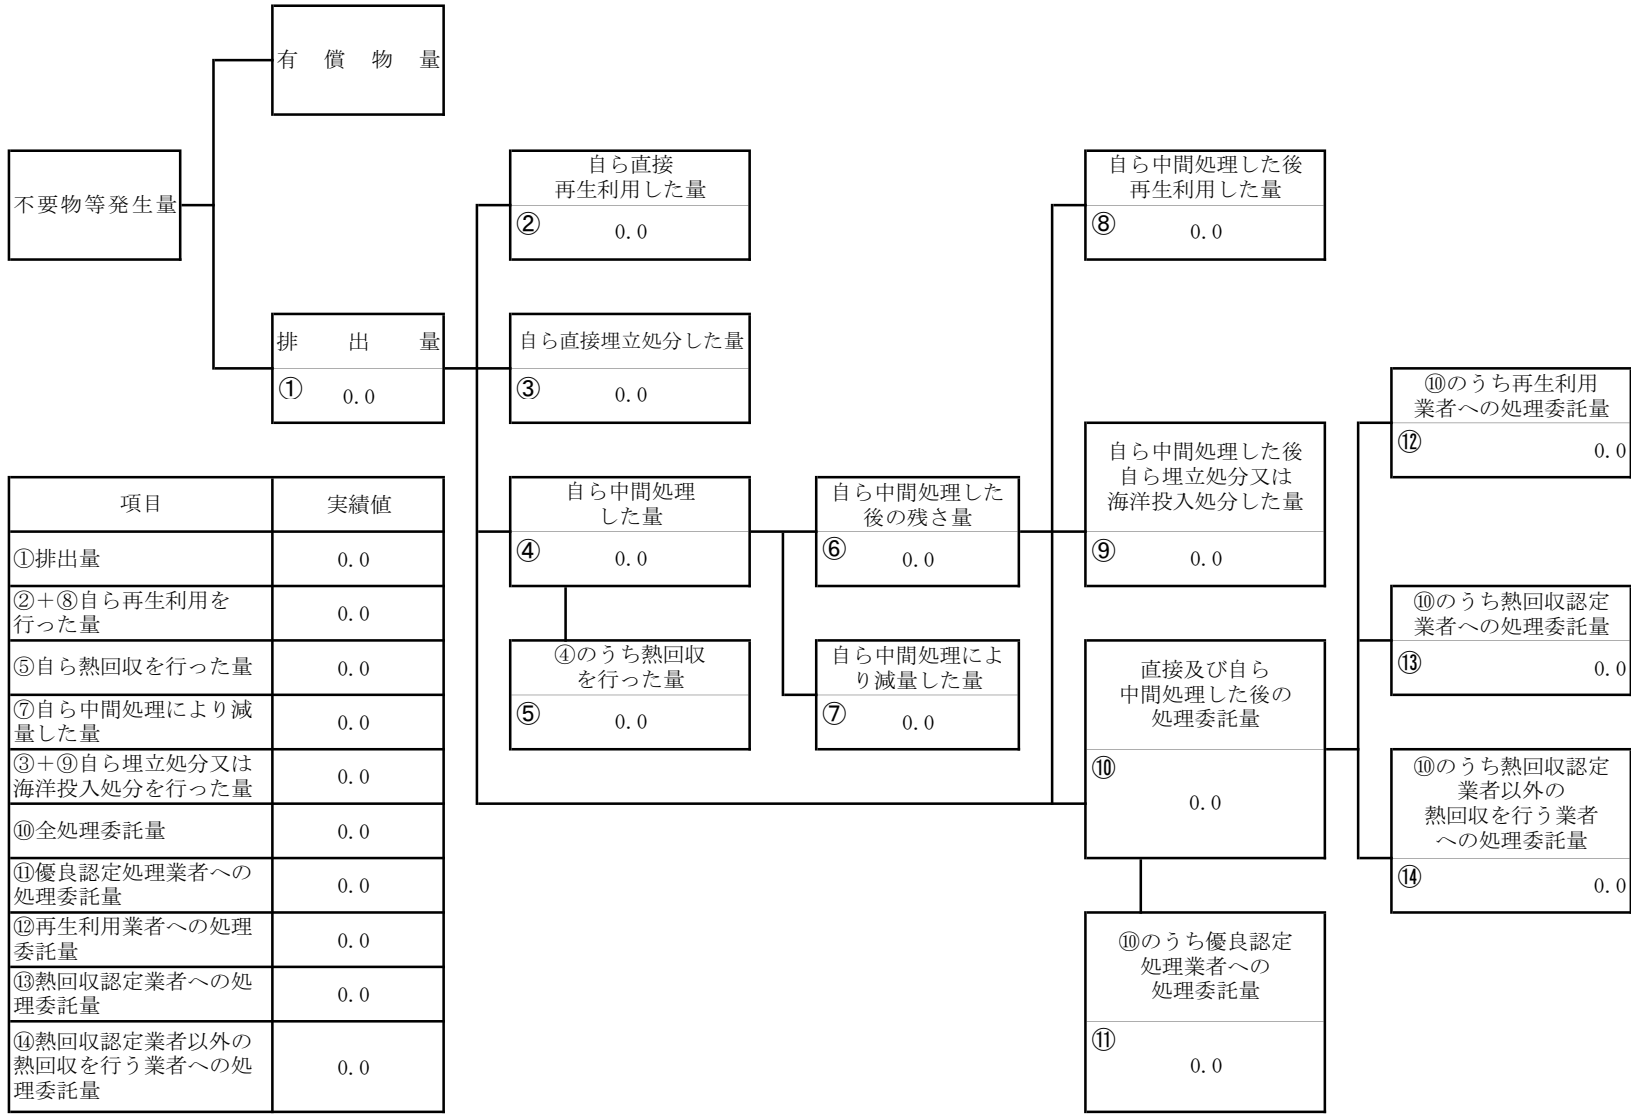 有償物量
不要物等発生量
排出量
① 0.0
自ら直接
再生利用した量
② 0.0
自ら直接埋立処分した量
③ 0.0
自ら中間処理
した量
④ 0.0
④のうち熱回収
を行った量
⑤ 0.0
自ら中間処理した
後の残さ量
⑥ 0.0
自ら中間処理によ
り減量した量
⑦ 0.0
自ら中間処理した後
再生利用した量
⑧ 0.0
自ら中間処理した後
自ら埋立処分又は
海洋投入処分した量
⑨ 0.0
直接及び自ら
中間処理した後の
処理委託量
⑩
0.0
⑩のうち優良認定
処理業者への
処理委託量
⑪
0.0
⑩のうち再生利用
業者への処理委託量
⑫ 0.0
⑩のうち熱回収認定
業者への処理委託量
⑬ 0.0
⑩のうち熱回収認定
業者以外の
熱回収を行う業者
への処理委託量
⑭ 0.0
項目 実績値
①排出量 0.0
②+⑧自ら再生利用を
行った量 0.0
⑤自ら熱回収を行った量 0.0
⑦自ら中間処理により減
量した量 0.0
③+⑨自ら埋立処分又は
海洋投入処分を行った量 0.0
⑩全処理委託量 0.0
⑪優良認定処理業者への
処理委託量 0.0
⑫再生利用業者への処理
委託量 0.0
⑬熱回収認定業者への処
理委託量 0.0
⑭熱回収認定業者以外の
熱回収を行う業者への処 0.0
理委託量